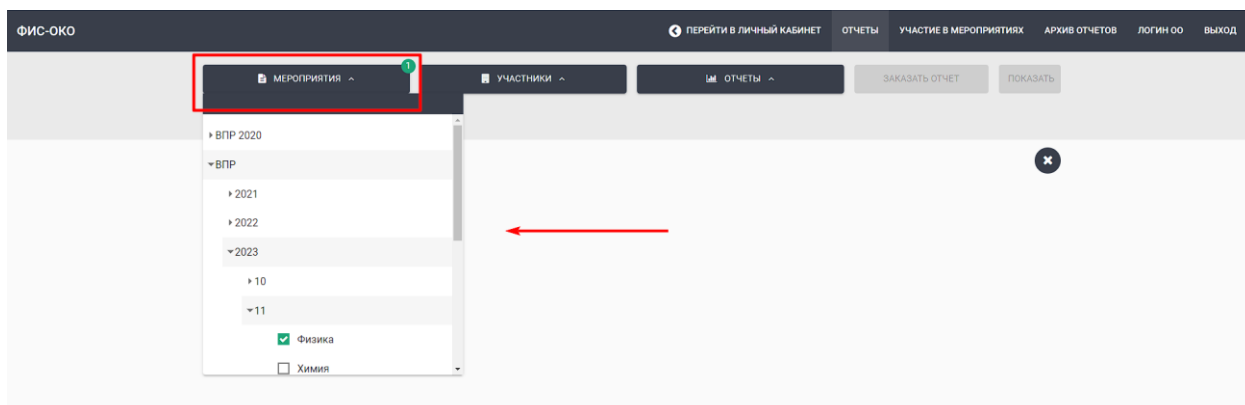 ФИС-ОКО
ПЕРЕЙТИ В ЛИЧНЫЙ КАБИНЕТ ОТЧЕТЫ УЧАСТИЕ В МЕРОПРИЯТИЯХ АРХИВ ОТЧЕТОВ ЛОГИН ОО ВЫХОД
МЕРОПРИЯТИЯ 1 УЧАСТНИКИ ОТЧЕТЫ ЗАКАЗАТЬ ОТЧЕТ ПОКАЗАТЬ
ВПР 2020
ВПР
2021
2022
2023
10
11
Физика
Химия